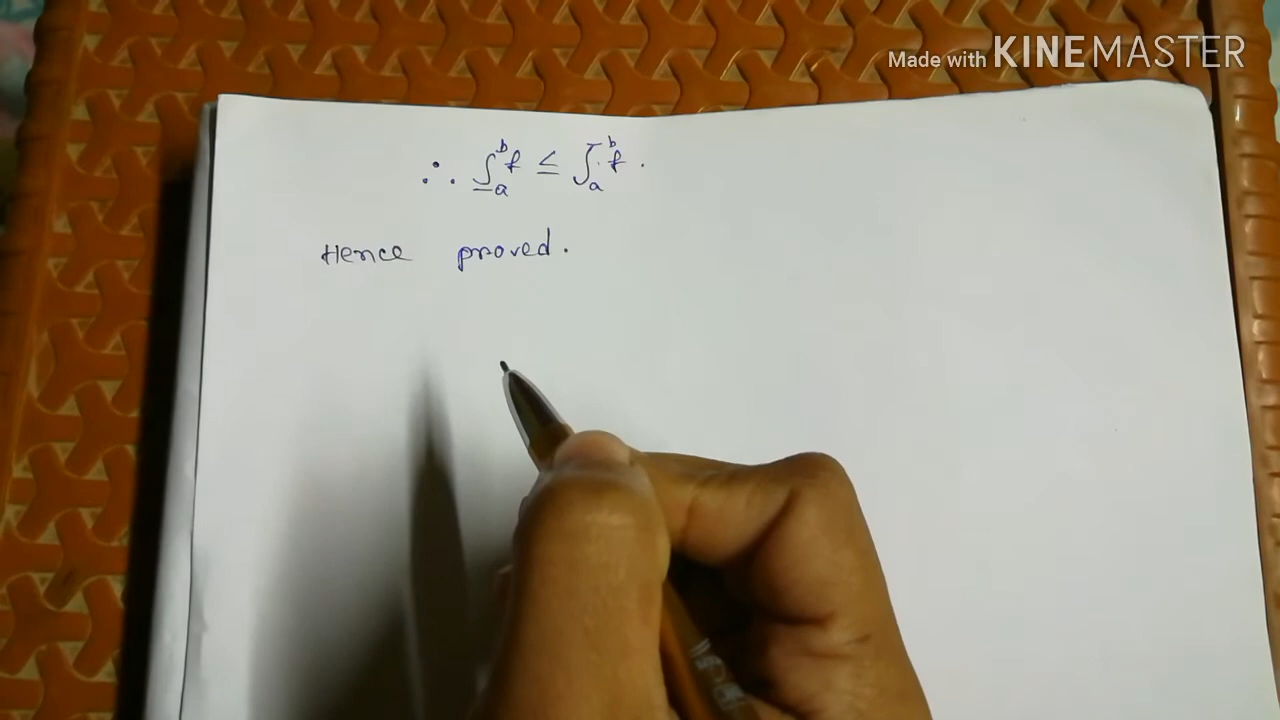 Made with KINEMASTER
∴ ∫̲ₐᵇ f ≤ ∫̅ₐᵇ f .
Hence proved.